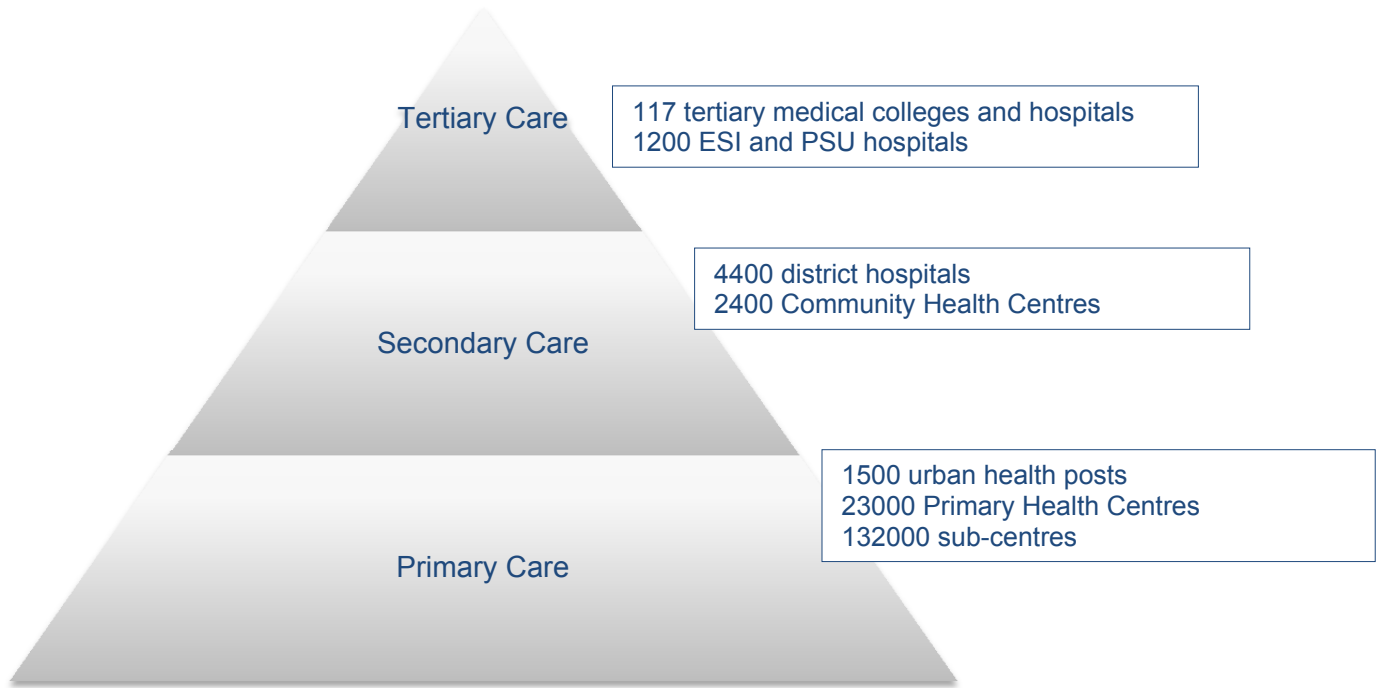 Tertiary Care
117 tertiary medical colleges and hospitals
1200 ESI and PSU hospitals
Secondary Care
4400 district hospitals
2400 Community Health Centres
Primary Care
1500 urban health posts
23000 Primary Health Centres
132000 sub-centres